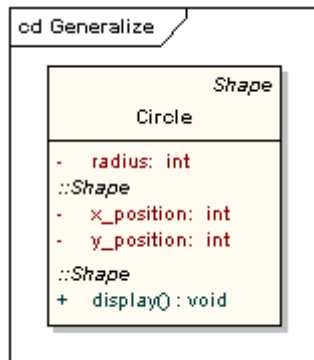 cd Generalize
Shape
Circle
- radius: int
::Shape
- x_position: int
- y_position: int
::Shape
+ display() : void